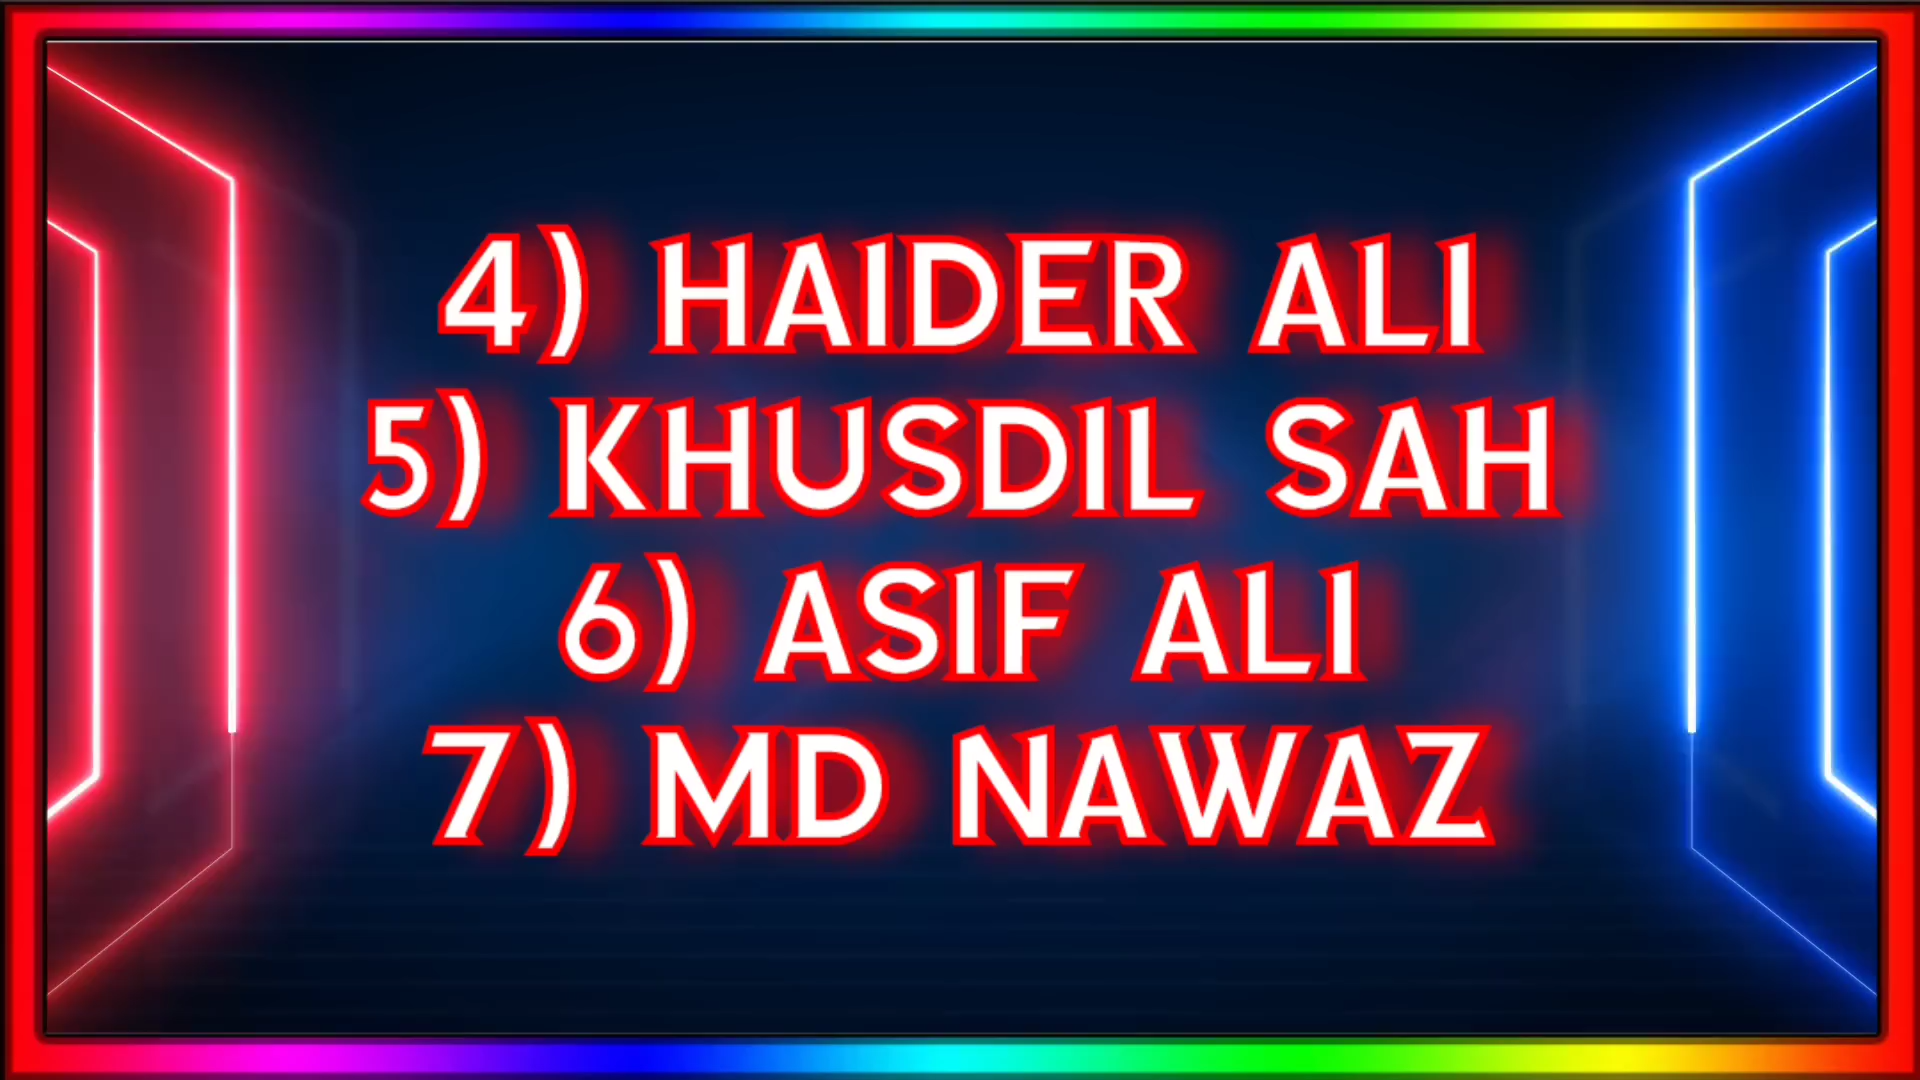 4) HAIDER ALI
5) KHUSDIL SAH
6) ASIF ALI
7) MD NAWAZ